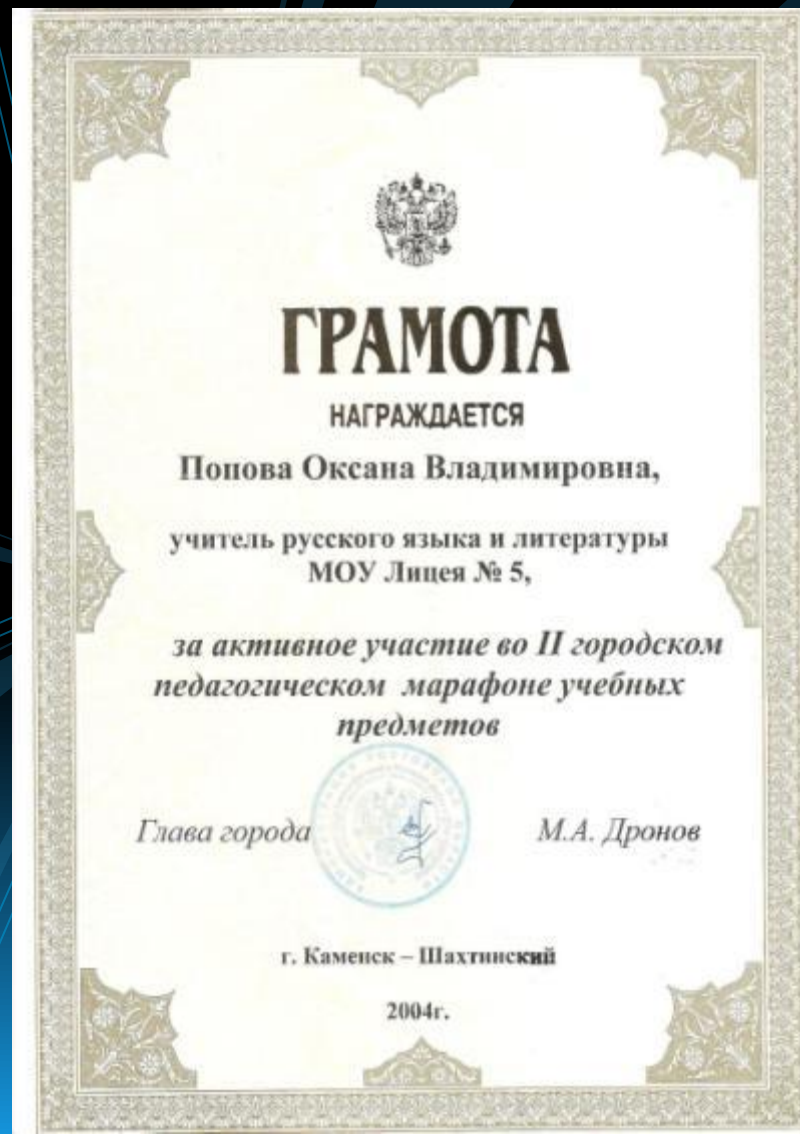 ГРАМОТА
НАГРАЖДАЕТСЯ
Попова Оксана Владимировна,
учитель русского языка и литературы
МОУ Лицея № 5,
за активное участие во II городском
педагогическом марафоне учебных
предметов
Глава города М.А. Дронов
г. Каменск – Шахтинский
2004г.